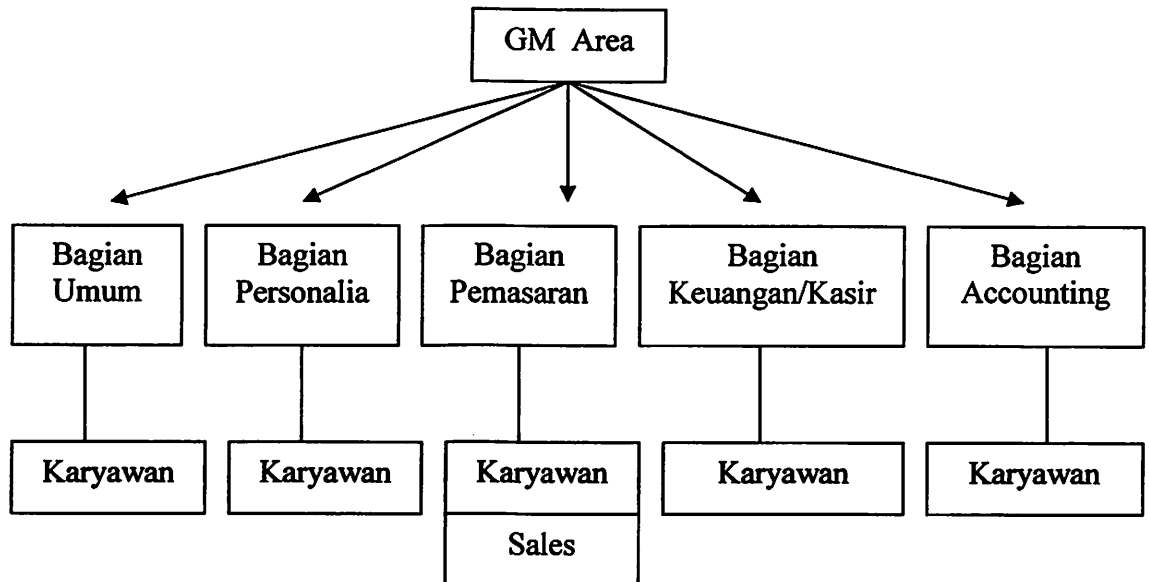 GM Area
Bagian
Umum
Bagian
Personalia
Bagian
Pemasaran
Bagian
Keuangan/Kasir
Bagian
Accounting
Karyawan
Karyawan
Karyawan
Karyawan
Karyawan
Sales